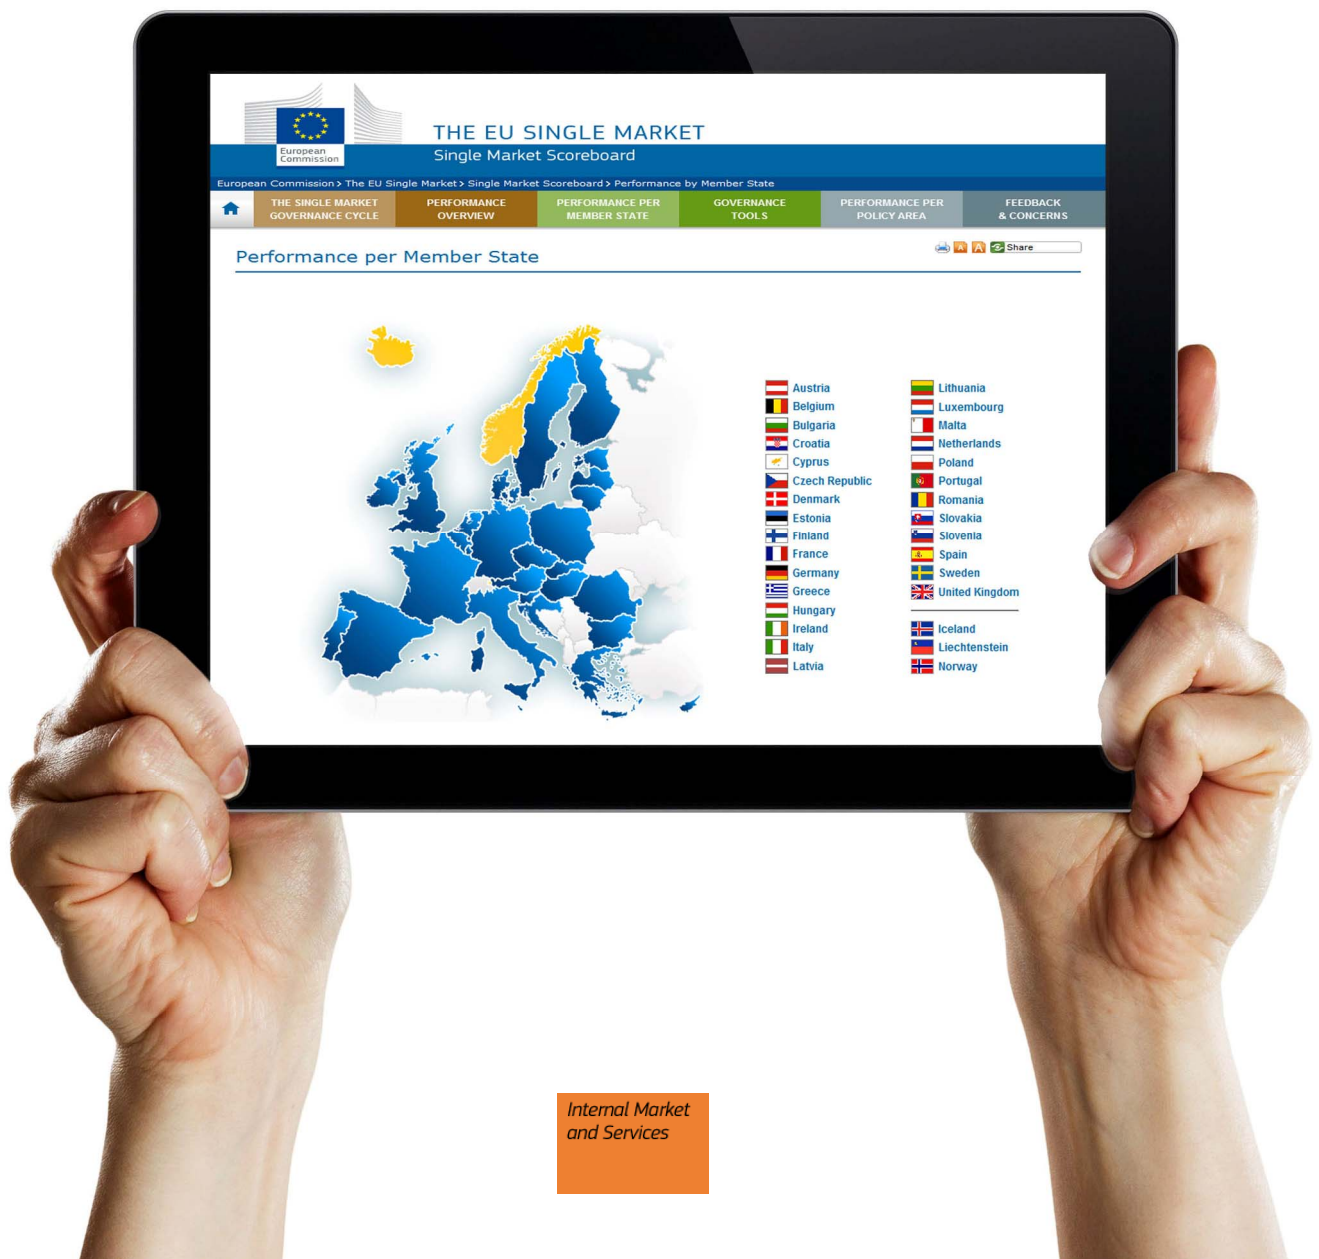 THE EU SINGLE MARKET
European
Commission
Single Market Scoreboard
European Commission > The EU Single Market > Single Market Scoreboard > Performance by Member State
THE SINGLE MARKET
GOVERNANCE CYCLE
PERFORMANCE
OVERVIEW
PERFORMANCE PER
MEMBER STATE
GOVERNANCE
TOOLS
PERFORMANCE PER
POLICY AREA
FEEDBACK
& CONCERNS
Performance per Member State
A
A
Share
Austria
Belgium
Bulgaria
Croatia
Cyprus
Czech Republic
Denmark
Estonia
Finland
France
Germany
Greece
Hungary
Ireland
Italy
Latvia
Lithuania
Luxembourg
Malta
Netherlands
Poland
Portugal
Romania
Slovakia
Slovenia
Spain
Sweden
United Kingdom
Iceland
Liechtenstein
Norway
Internal Market
and Services